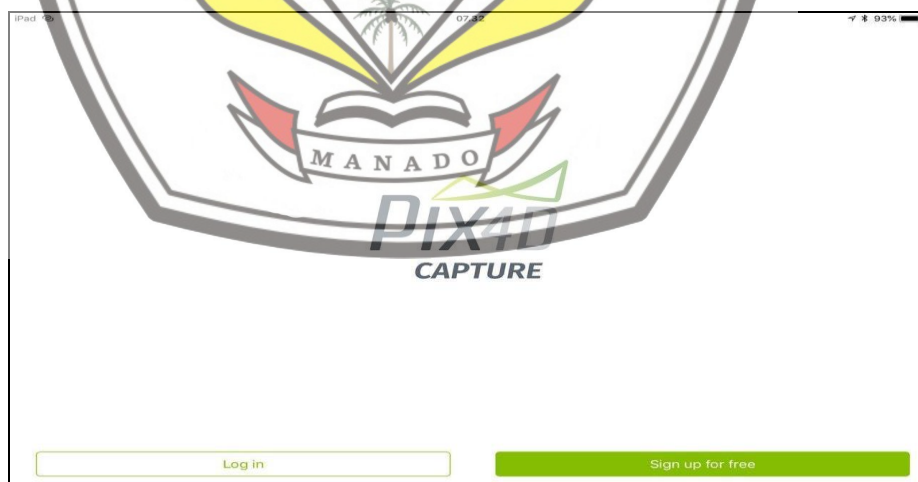 iPad 07.32 93%
MANADO
PIX4D
CAPTURE
Log in Sign up for free